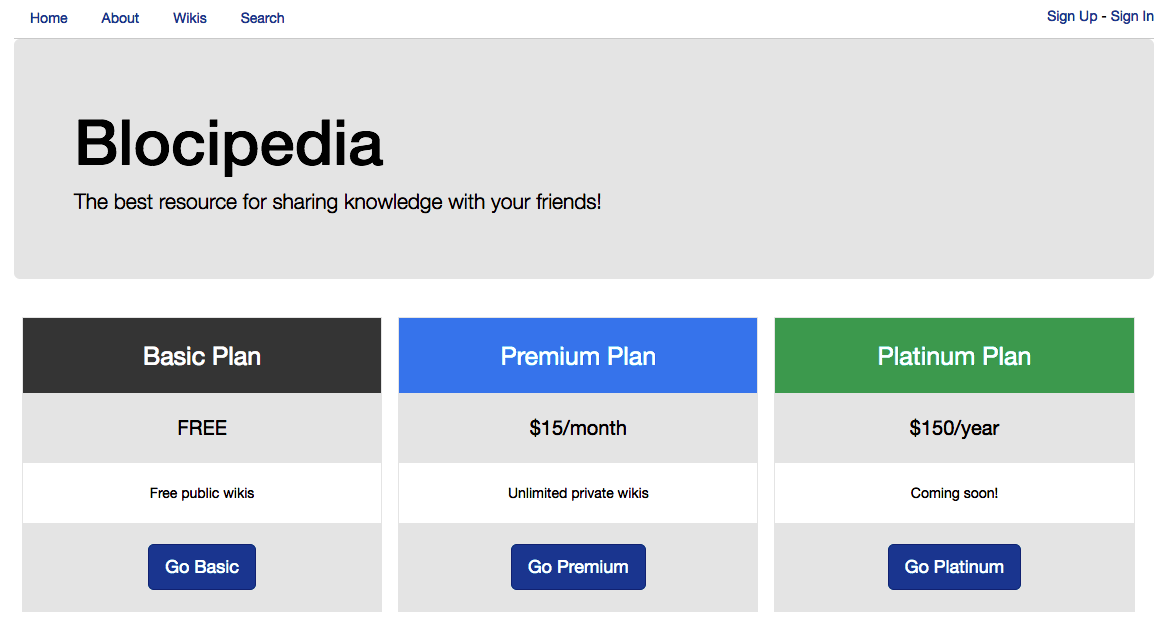 Home About Wikis Search Sign Up - Sign In
Blocipedia
The best resource for sharing knowledge with your friends!
Basic Plan
FREE
Free public wikis
Go Basic
Premium Plan
$15/month
Unlimited private wikis
Go Premium
Platinum Plan
$150/year
Coming soon!
Go Platinum